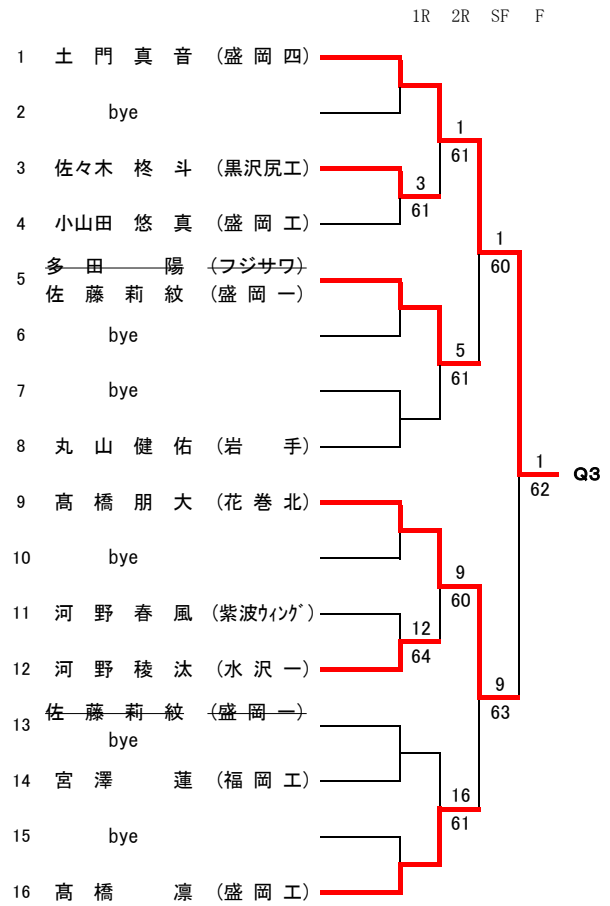 1R 2R SF F
1 土 門 真 音 (盛 岡 四)
2 bye
1
61
3 佐々木 柊 斗 (黒沢尻工)
3
61
4 小山田 悠 真 (盛 岡 工)
1
60
多 田 陽 (フジサワ)
5
佐 藤 莉 紋 (盛 岡 一)
6 bye
5
61
7 bye
8 丸 山 健 佑 (岩 手)
1
62
Q3
9 髙 橋 朋 大 (花 巻 北)
10 bye
9
60
11 河 野 春 風 (紫波ウィング)
12
64
12 河 野 稜 汰 (水 沢 一)
9
63
佐 藤 莉 紋 (盛 岡 一)
13
bye
14 宮 澤 蓮 (福 岡 工)
16
61
15 bye
16 髙 橋 凛 (盛 岡 工)